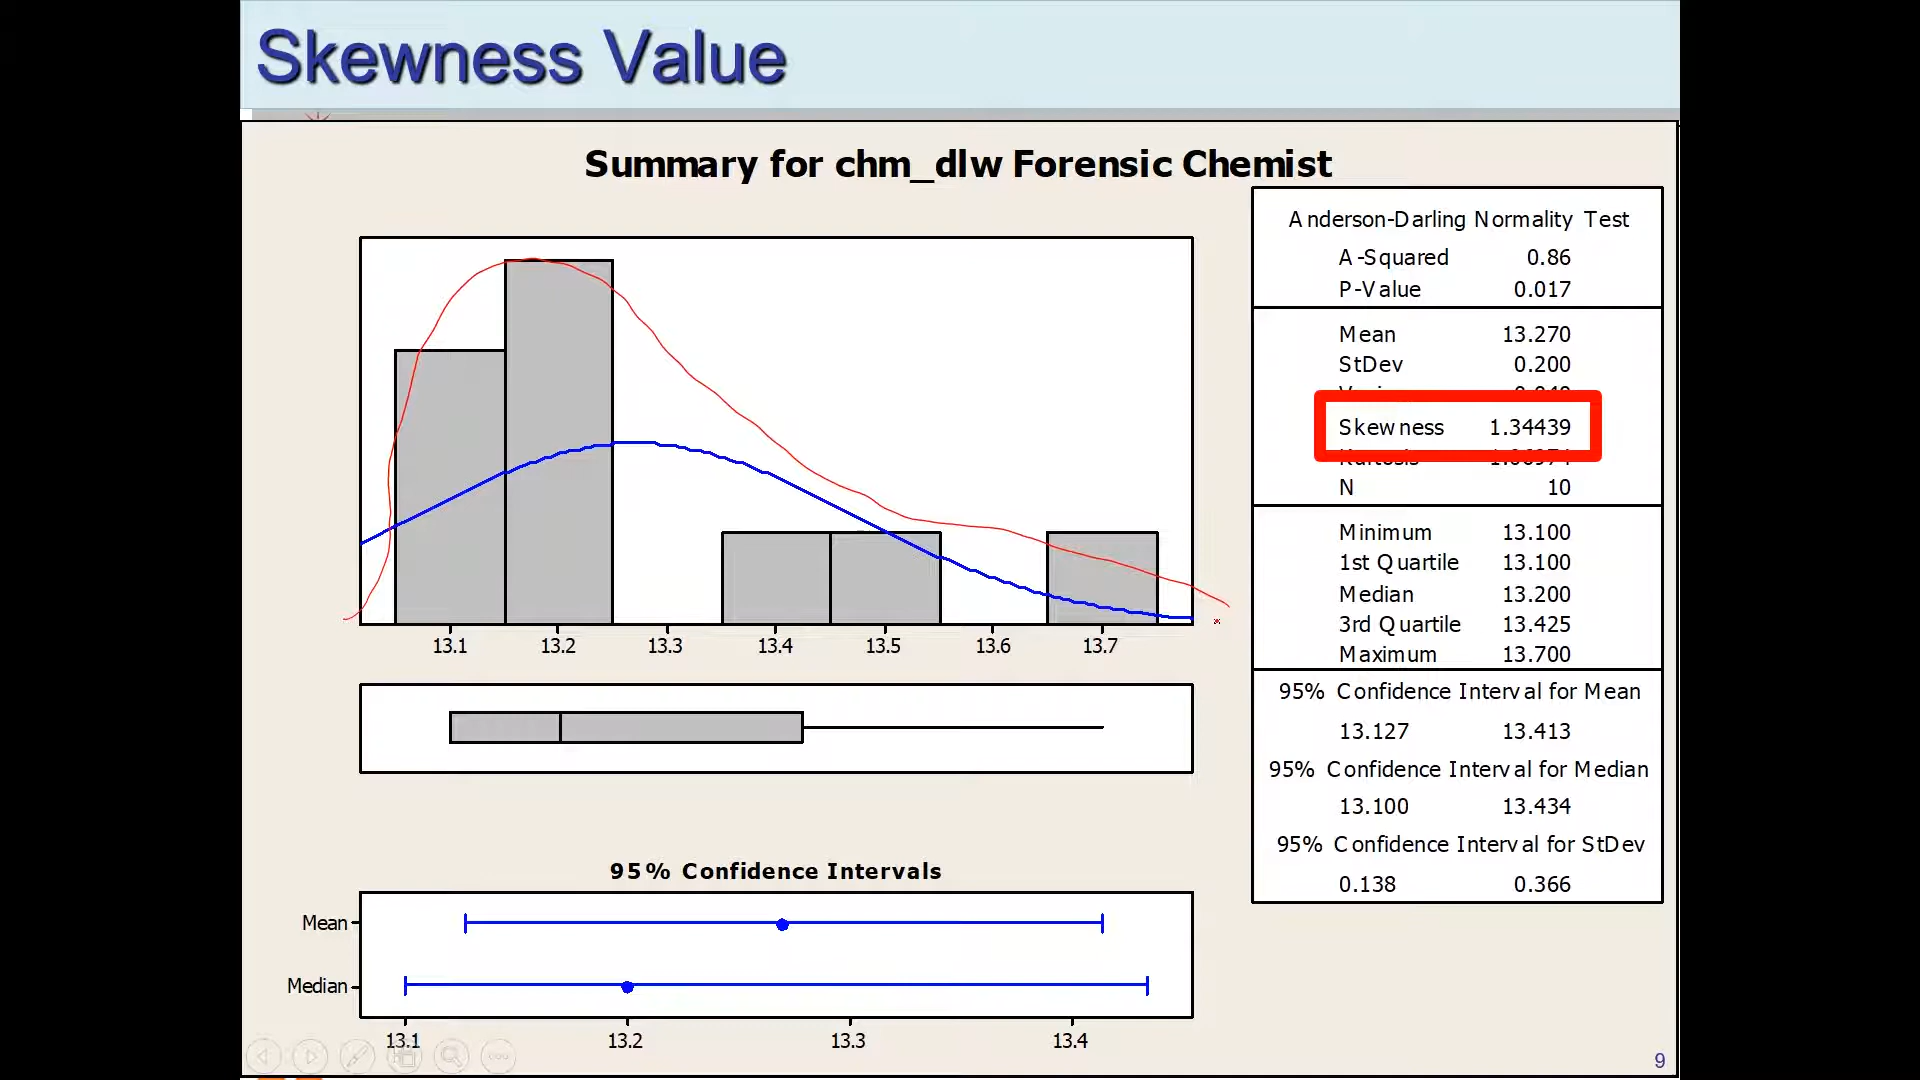 Skewness Value
Summary for chm_dlw Forensic Chemist
13.1 13.2 13.3 13.4 13.5 13.6 13.7
95% Confidence Intervals
Mean
Median
13.1 13.2 13.3 13.4
Anderson-Darling Normality Test
A-Squared 0.86
P-Value 0.017
Mean 13.270
StDev 0.200
Skewness 1.34439
N 10
Minimum 13.100
1st Quartile 13.100
Median 13.200
3rd Quartile 13.425
Maximum 13.700
95% Confidence Interval for Mean
13.127 13.413
95% Confidence Interval for Median
13.100 13.434
95% Confidence Interval for StDev
0.138 0.366
9